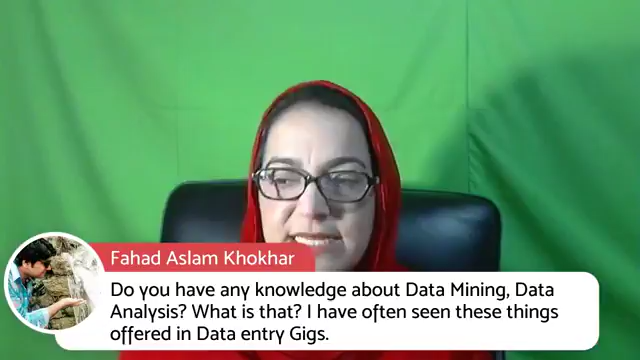 Fahad Aslam Khokhar
Do you have any knowledge about Data Mining, Data
Analysis? What is that? I have often seen these things
offered in Data entry Gigs.